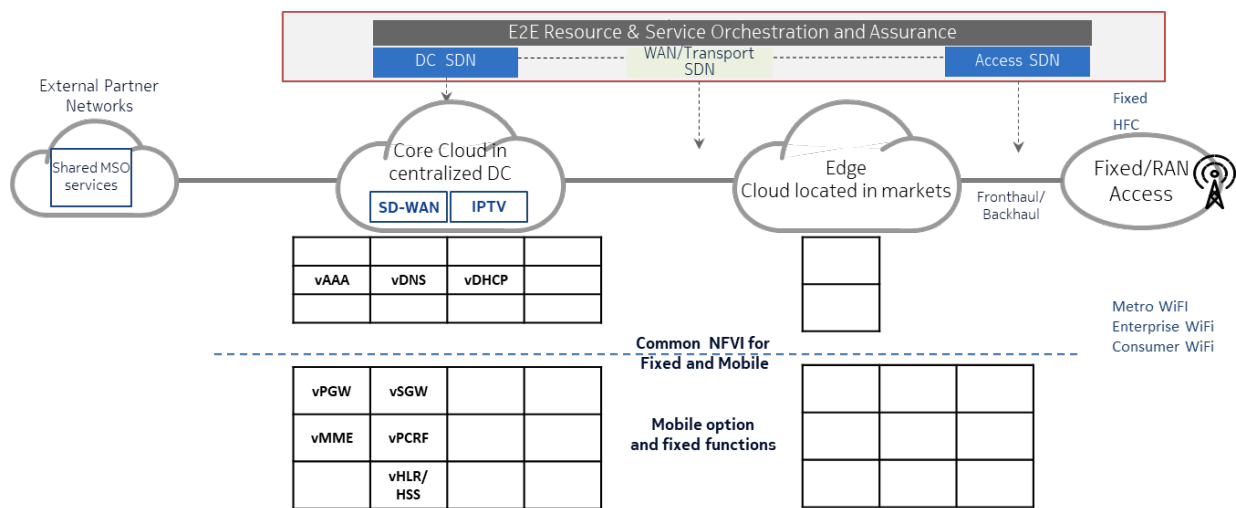 E2E Resource & Service Orchestration and Assurance
DC SDN
WAN/Transport
SDN
Access SDN
External Partner
Networks
Shared MSO
services
Core Cloud in
centralized DC
SD-WAN
IPTV
Edge
Cloud located in markets
Fronthaul/
Backhaul
Fixed
HFC
Fixed/RAN
Access
vAAA
vDNS
vDHCP
Metro WiFI
Enterprise WiFi
Consumer WiFi
Common NFVI for
Fixed and Mobile
vPGW
vSGW
vMME
vPCRF
vHLR/
HSS
Mobile option
and fixed functions